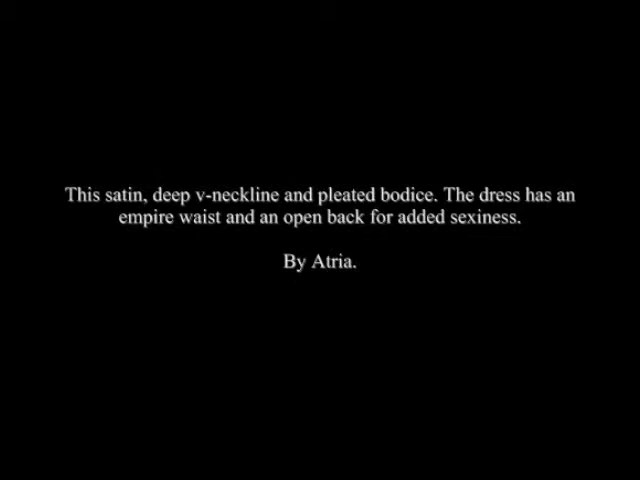 This satin, deep v-neckline and pleated bodice. The dress has an
empire waist and an open back for added sexiness.
By Atria.